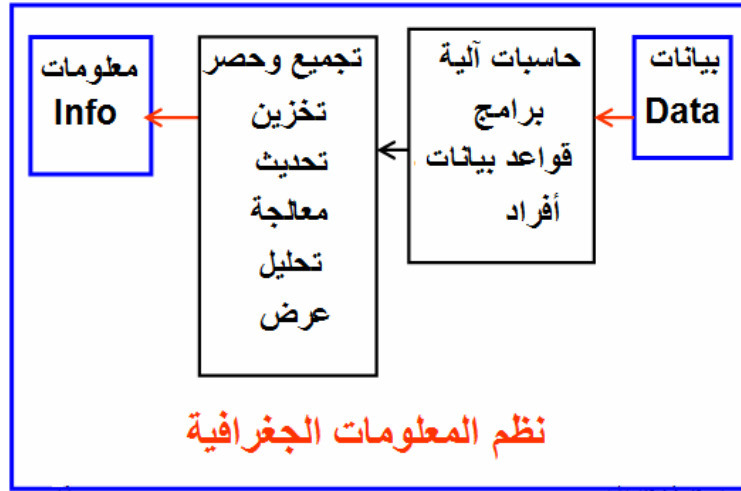 بيانات
Data
حاسبات آلية
برامج
قواعد بيانات
أفراد
تجميع وحصر
تخزين
تحديث
معالجة
تحليل
عرض
معلومات
Info
نظم المعلومات الجغرافية